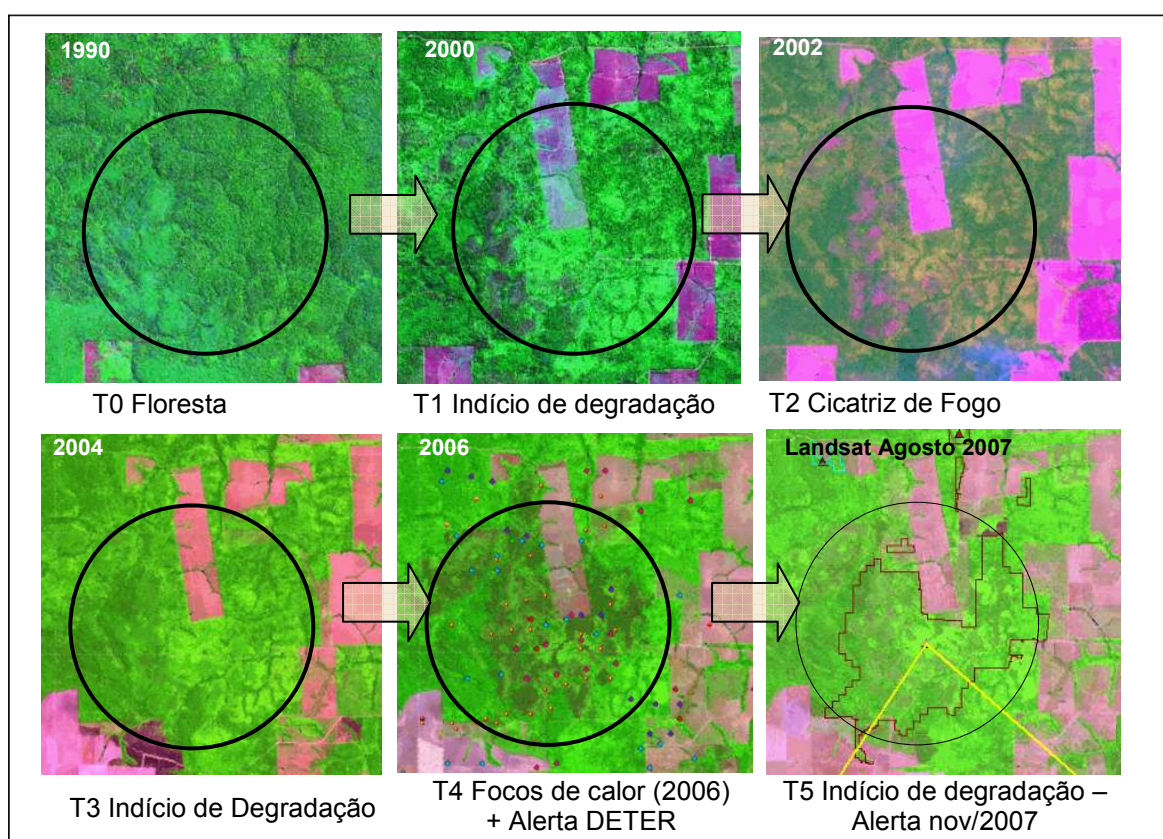 1990
2000
2002
T0 Floresta
T1 Indício de degradação
T2 Cicatriz de Fogo
2004
2006
Landsat Agosto 2007
T3 Indício de Degradação
T4 Focos de calor (2006)
+ Alerta DETER
T5 Indício de degradação –
Alerta nov/2007